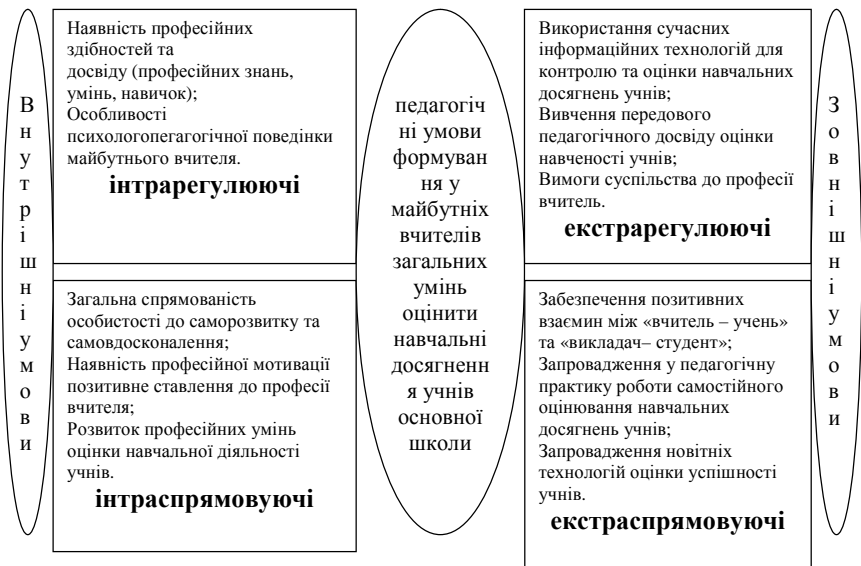 Внутрішні умови
Наявність професійних
здібностей та
досвіду (професійних знань,
умінь, навичок);
Особливості
психологопегагогічної поведінки
майбутнього вчителя.
інтрарегулюючі
Загальна спрямованість
особистості до саморозвитку та
самовдосконалення;
Наявність професійної мотивації
позитивне ставлення до професії
вчителя;
Розвиток професійних умінь
оцінки навчальної діяльності
учнів.
інтраспрямовуючі
педагогіч
ні умови
формуван
ня у
майбутніх
вчителів
загальних
умінь
оцінити
навчальні
досягненн
я учнів
основної
школи
Використання сучасних
інформаційних технологій для
контролю та оцінки навчальних
досягнень учнів;
Вивчення передового
педагогічного досвіду оцінки
навченості учнів;
Вимоги суспільства до професії
вчитель.
екстрарегулюючі
Забезпечення позитивних
взаємин між «вчитель – учень»
та «викладач– студент»;
Запровадження у педагогічну
практику роботи самостійного
оцінювання навчальних
досягнень учнів;
Запровадження новітніх
технологій оцінки успішності
учнів.
екстраспрямовуючі
Зовнішні умови